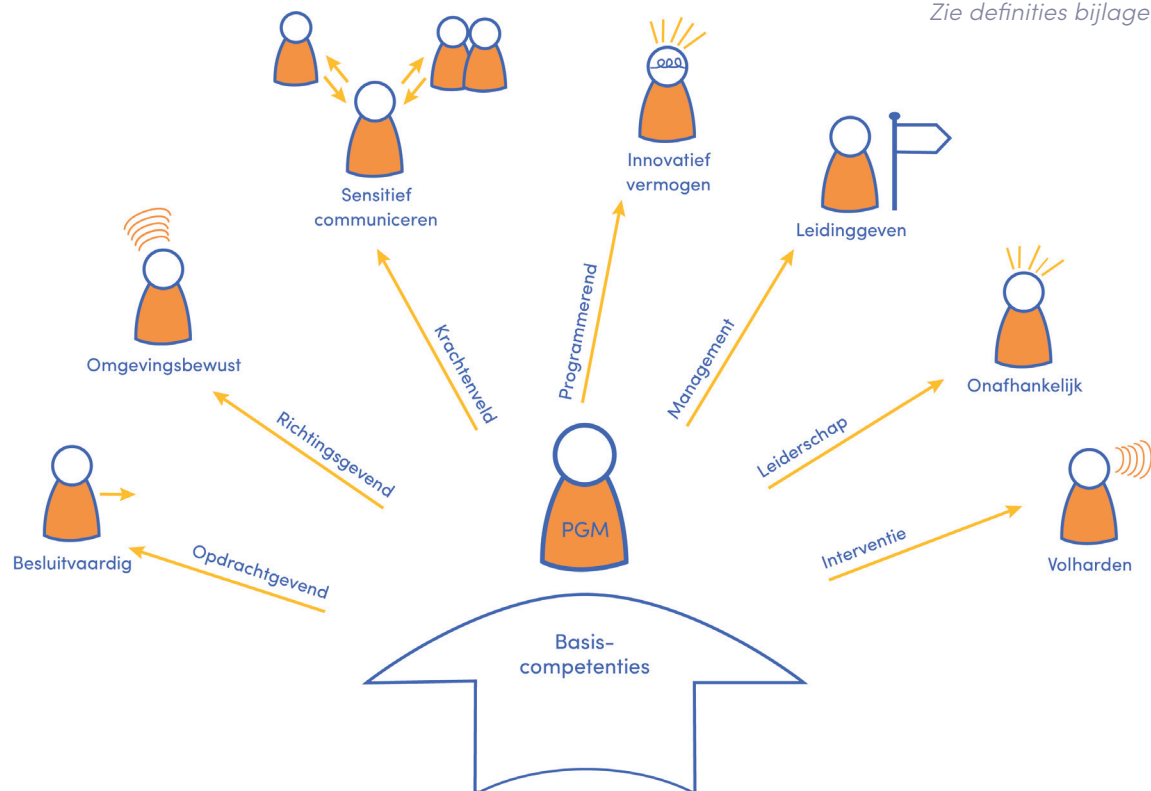 Zie definities bijlage
Innovatief
vermogen
Sensitief
communiceren
Leidinggeven
Omgevingsbewust
Onafhankelijk
Besluitvaardig
Volharden
Opdrachtgevend
Richtingsgevend
Krachtenveld
Programmerend
Management
Leiderschap
Interventie
PGM
Basis-
competenties